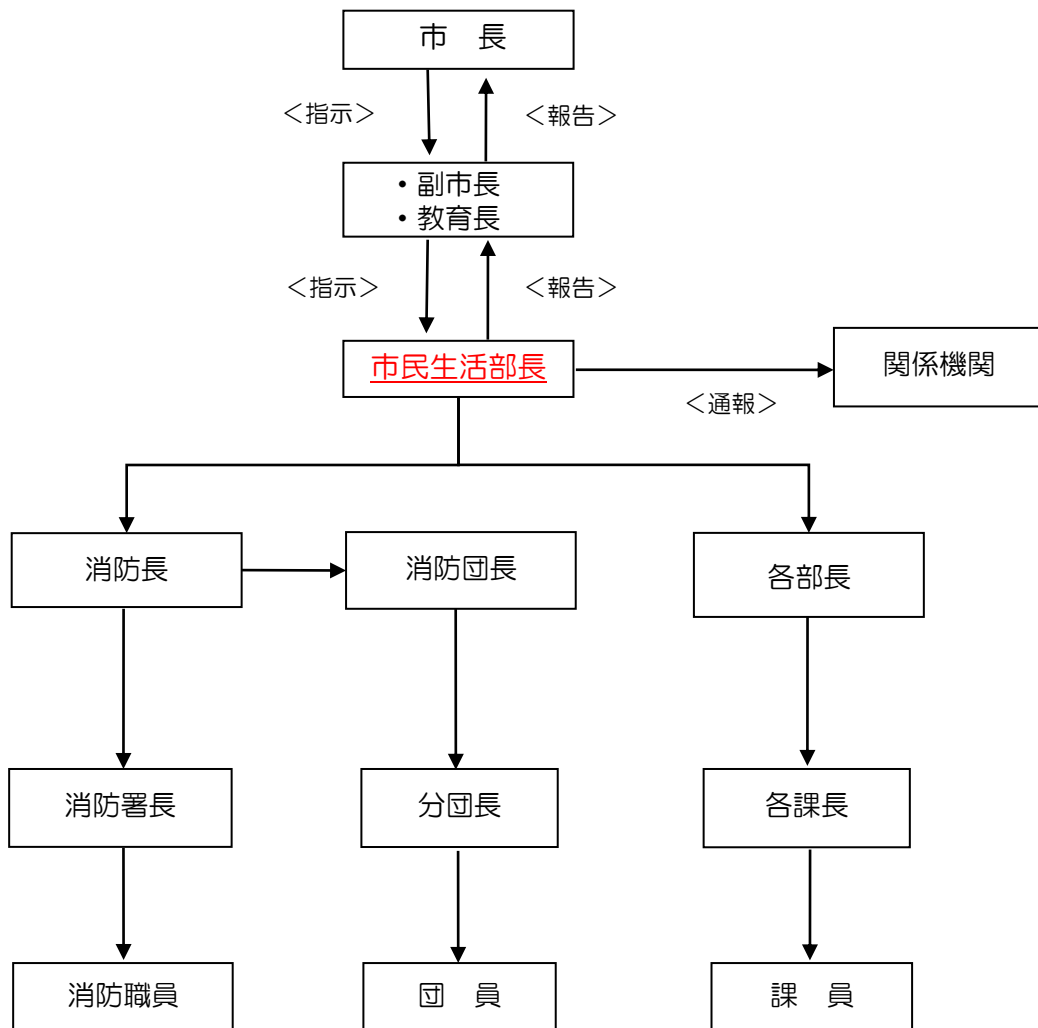 市　長
＜指示＞
＜報告＞
・副市長
・教育長
＜指示＞
＜報告＞
市民生活部長
関係機関
＜通報＞
消防長
消防団長
各部長
消防署長
分団長
各課長
消防職員
団　員
課　員